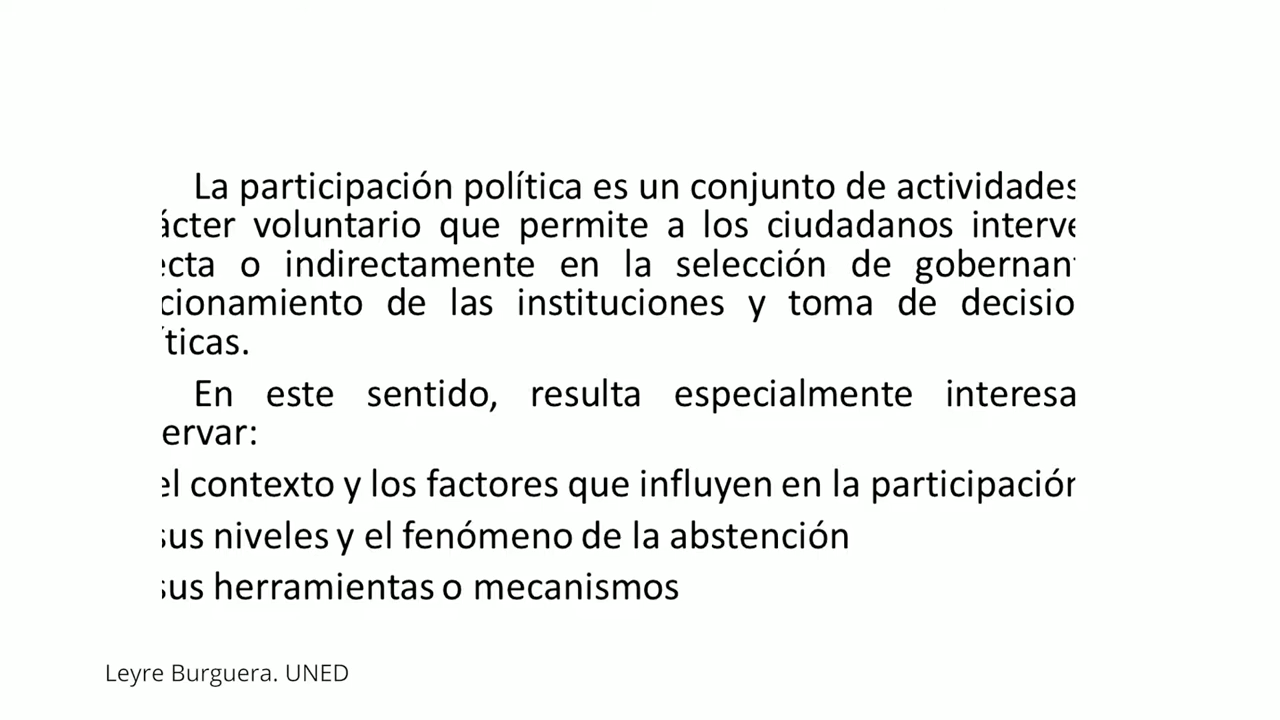 La participación política es un conjunto de actividades
ácter voluntario que permite a los ciudadanos interve
ecta o indirectamente en la selección de gobernant
cionamiento de las instituciones y toma de decisio
íticas.
En este sentido, resulta especialmente interesa
ervar:
el contexto y los factores que influyen en la participación
sus niveles y el fenómeno de la abstención
sus herramientas o mecanismos
Leyre Burguera. UNED